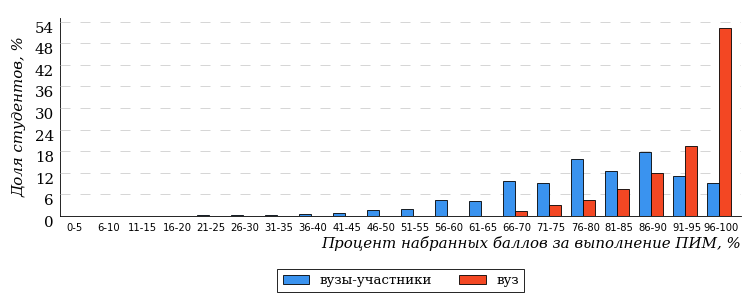 Доля студентов, %
54
48
42
36
30
24
18
12
6
0
0-5 6-10 11-15 16-20 21-25 26-30 31-35 36-40 41-45 46-50 51-55 56-60 61-65 66-70 71-75 76-80 81-85 86-90 91-95 96-100
Процент набранных баллов за выполнение ПИМ, %
вузы-участники вуз